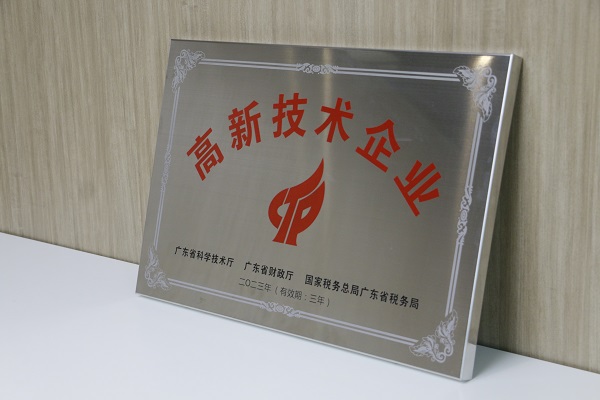 高新技术企业
广东省科学技术厅 广东省财政厅 国家税务总局广东省税务局
二〇二三年（有效期：三年）